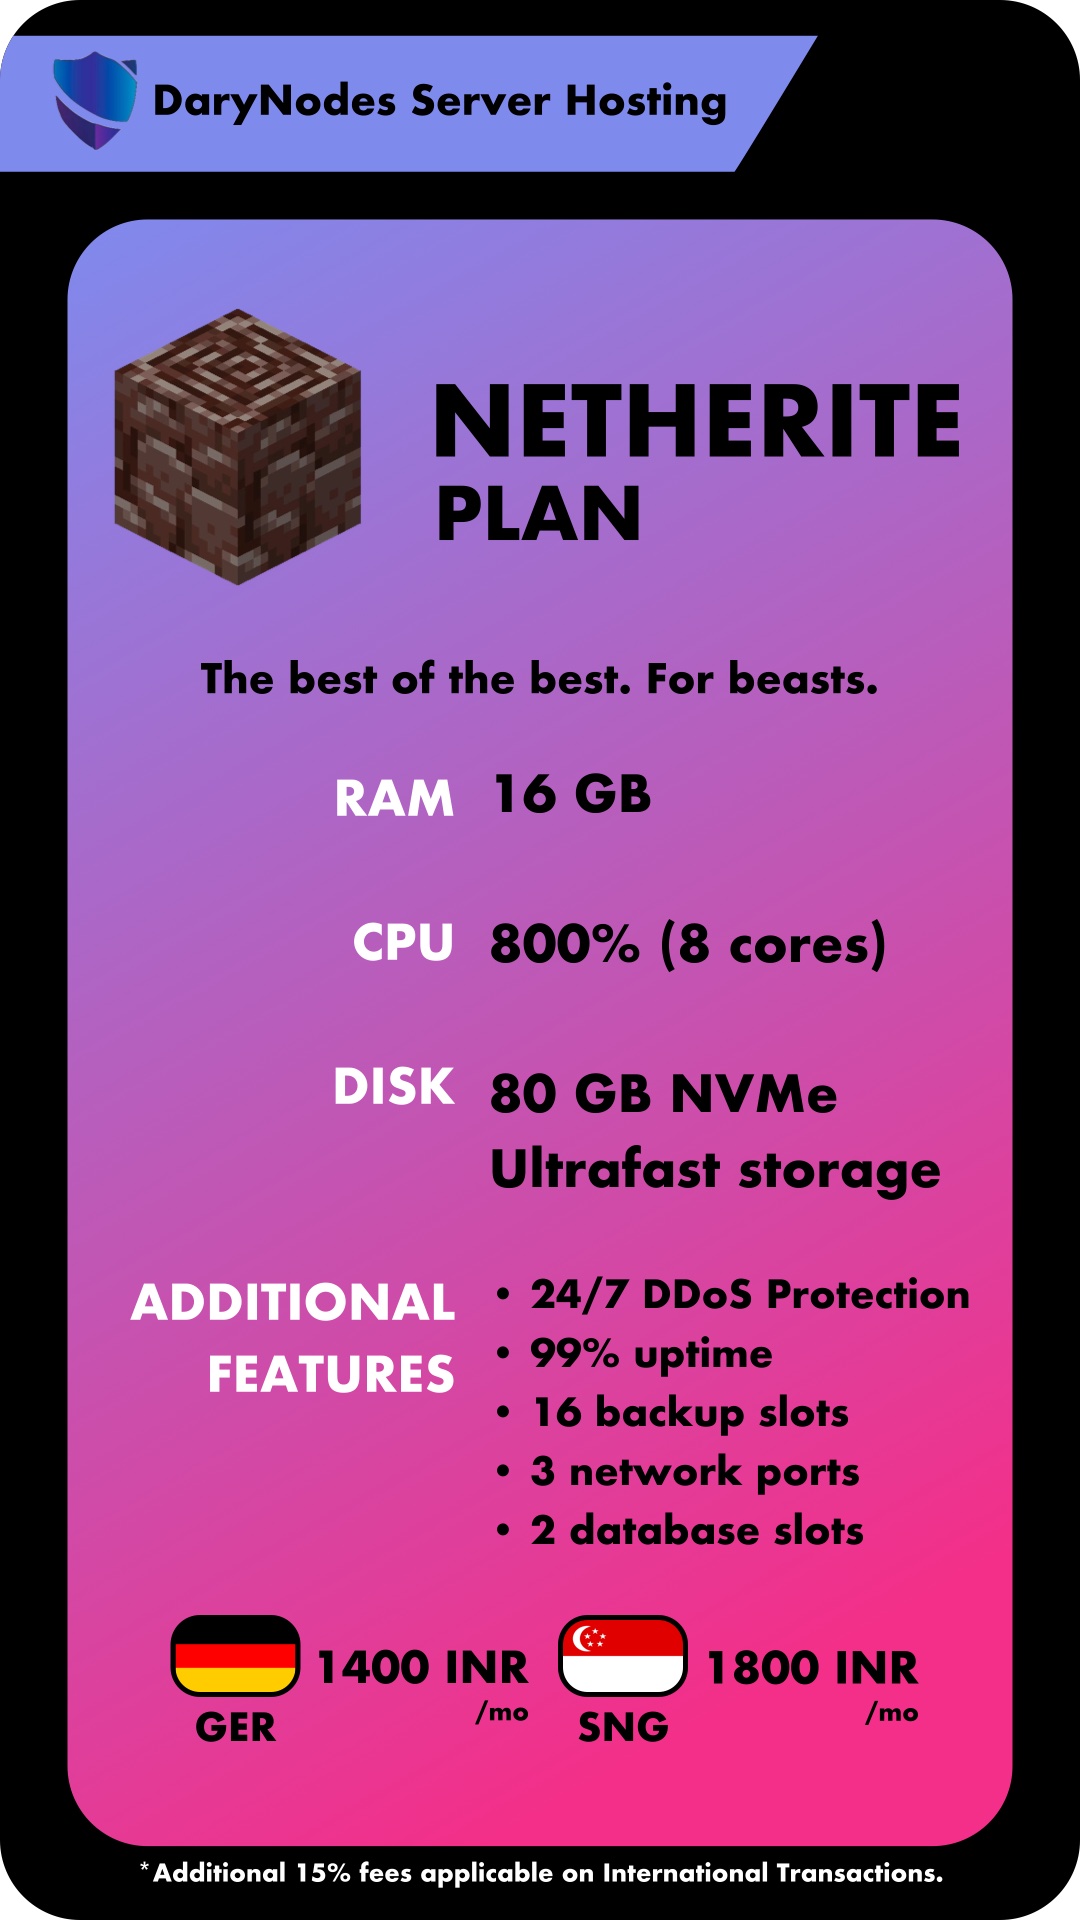 DaryNodes Server Hosting
NETHERITE
PLAN
The best of the best. For beasts.
RAM 16 GB
CPU 800% (8 cores)
DISK 80 GB NVMe
Ultrafast storage
ADDITIONAL
FEATURES
• 24/7 DDoS Protection
• 99% uptime
• 16 backup slots
• 3 network ports
• 2 database slots
1400 INR
/mo
GER
1800 INR
/mo
SNG
*Additional 15% fees applicable on International Transactions.